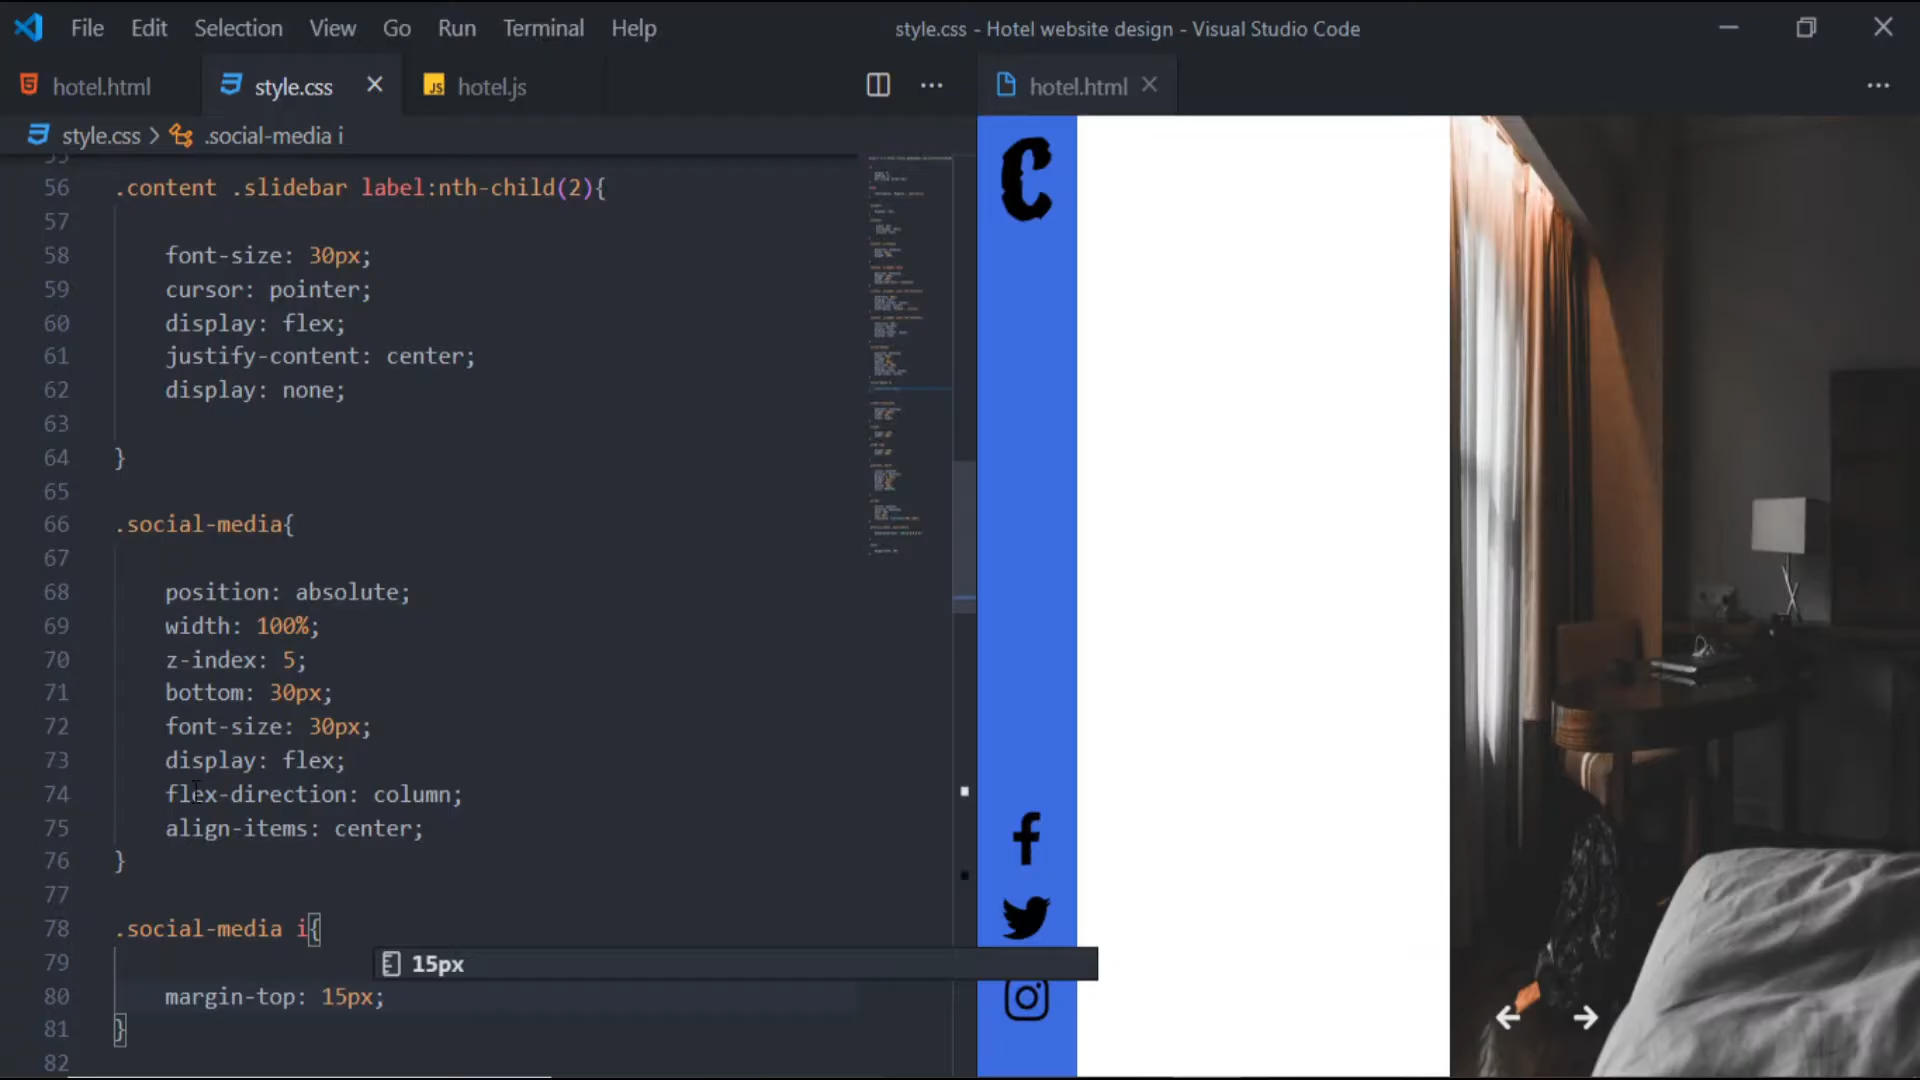 File Edit Selection View Go Run Terminal Help
style.css - Hotel website design - Visual Studio Code
hotel.html style.css JS hotel.js
hotel.html
style.css > .social-media i
C
55
56 .content .slidebar label:nth-child(2){
57
58 font-size: 30px;
59 cursor: pointer;
60 display: flex;
61 justify-content: center;
62 display: none;
63
64 }
65
66 .social-media{
67
68 position: absolute;
69 width: 100%;
70 z-index: 5;
71 bottom: 30px;
72 font-size: 30px;
73 display: flex;
74 flex-direction: column;
75 align-items: center;
76 }
77
78 .social-media i{
79
15px
80 margin-top: 15px;
81 }
82